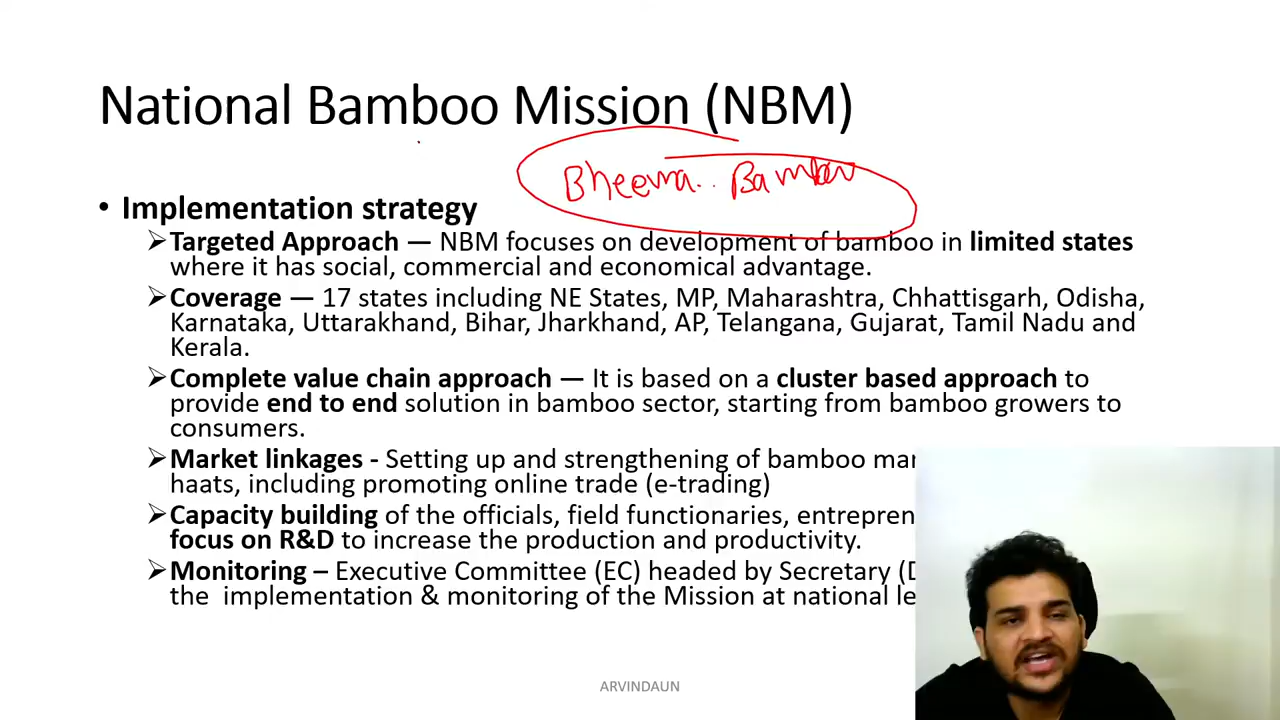 National Bamboo Mission (NBM)
Bheema.. Bamboo
• Implementation strategy
➢Targeted Approach — NBM focuses on development of bamboo in limited states
where it has social, commercial and economical advantage.
➢Coverage — 17 states including NE States, MP, Maharashtra, Chhattisgarh, Odisha,
Karnataka, Uttarakhand, Bihar, Jharkhand, AP, Telangana, Gujarat, Tamil Nadu and
Kerala.
➢Complete value chain approach — It is based on a cluster based approach to
provide end to end solution in bamboo sector, starting from bamboo growers to
consumers.
➢Market linkages - Setting up and strengthening of bamboo
haats, including promoting online trade (e-trading)
➢Capacity building of the officials, field functionaries,
focus on R&D to increase the production and productivity.
➢Monitoring – Executive Committee (EC) headed by Secretary
the implementation & monitoring of the Mission at national
ARVINDAUN